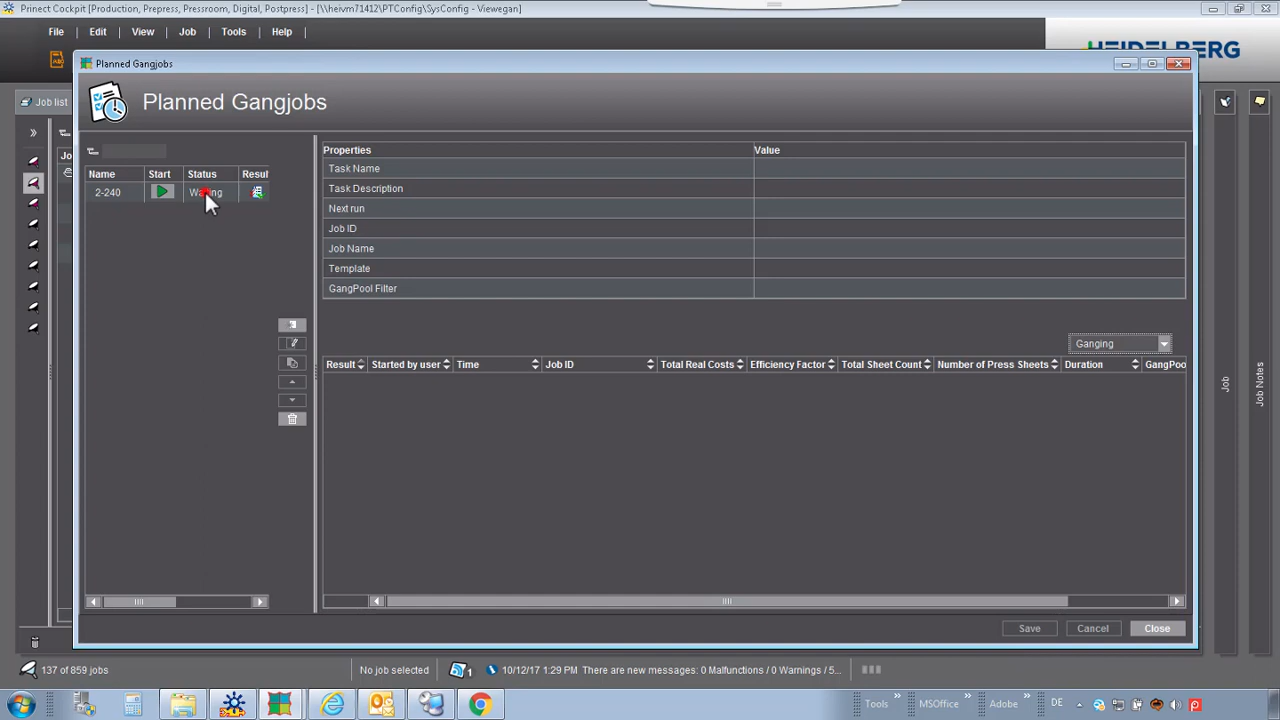 Prinect Cockpit [Production, Prepress, Pressroom, Digital, Postpress] - [\\heivm71412\PTConfig\SysConfig - Viewegan]
File Edit View Job Tools Help
HEIDELBERG
Planned Gangjobs
Planned Gangjobs
Job list
Name Start Status Resul
2-240 Waiting
Properties Value
Task Name
Task Description
Next run
Job ID
Job Name
Template
GangPool Filter
Ganging
Result Started by user Time Job ID Total Real Costs Efficiency Factor Total Sheet Count Number of Press Sheets Duration GangPoo
Job
Job Notes
Save Cancel Close
137 of 859 jobs No job selected 1 10/12/17 1:29 PM There are new messages: 0 Malfunctions / 0 Warnings / 5...
Tools MSOffice Adobe DE